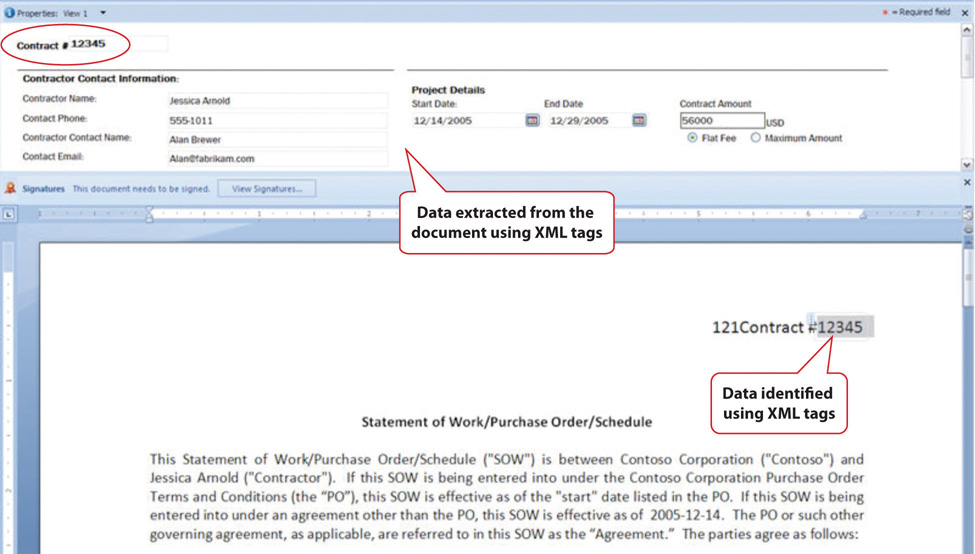 Properties: View 1
* = Required field
Contract # 12345
Contractor Contact Information:
Contractor Name: Jessica Arnold
Contact Phone: 555-1011
Contractor Contact Name: Alan Brewer
Contact Email: Alan@fabrikam.com
Project Details
Start Date: End Date Contract Amount
12/14/2005 12/29/2005 56000 USD
Flat Fee Maximum Amount
Signatures This document needs to be signed. View Signatures...
Data extracted from the
document using XML tags
121Contract #12345
Data identified
using XML tags
Statement of Work/Purchase Order/Schedule
This Statement of Work/Purchase Order/Schedule ("SOW") is between Contoso Corporation ("Contoso") and
Jessica Arnold ("Contractor"). If this SOW is being entered into under the Contoso Corporation Purchase Order
Terms and Conditions (the “PO”), this SOW is effective as of the "start" date listed in the PO. If this SOW is being
entered into under an agreement other than the PO, this SOW is effective as of 2005-12-14. The PO or such other
governing agreement, as applicable, are referred to in this SOW as the “Agreement.” The parties agree as follows: